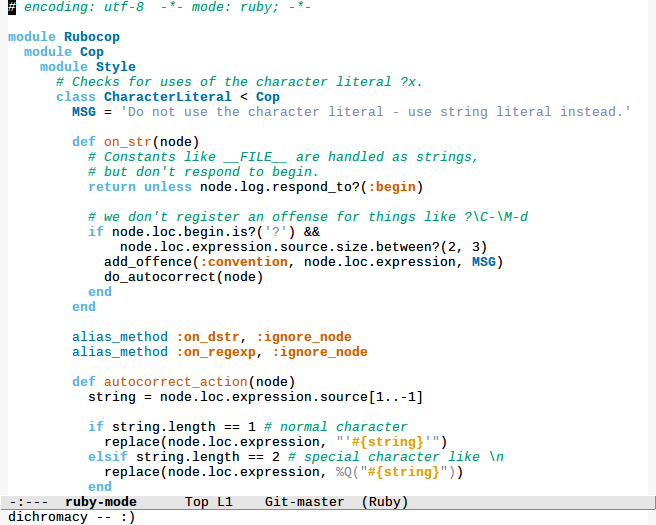 # encoding: utf-8  -*- mode: ruby; -*-

module Rubocop
  module Cop
    module Style
      # Checks for uses of the character literal ?x.
      class CharacterLiteral < Cop
        MSG = 'Do not use the character literal - use string literal instead.'

        def on_str(node)
          # Constants like __FILE__ are handled as strings,
          # but don't respond to begin.
          return unless node.log.respond_to?(:begin)

          # we don't register an offense for things like ?\C-\M-d
          if node.loc.begin.is?('?') &&
              node.loc.expression.source.size.between?(2, 3)
            add_offence(:convention, node.loc.expression, MSG)
            do_autocorrect(node)
          end
        end

        alias_method :on_dstr, :ignore_node
        alias_method :on_regexp, :ignore_node

        def autocorrect_action(node)
          string = node.loc.expression.source[1..-1]

          if string.length == 1 # normal character
            replace(node.loc.expression, "'#{string}'")
          elsif string.length == 2 # special character like \n
            replace(node.loc.expression, %Q("#{string}"))
          end
-:---  ruby-mode      Top L1    Git-master  (Ruby)
dichromacy -- :)